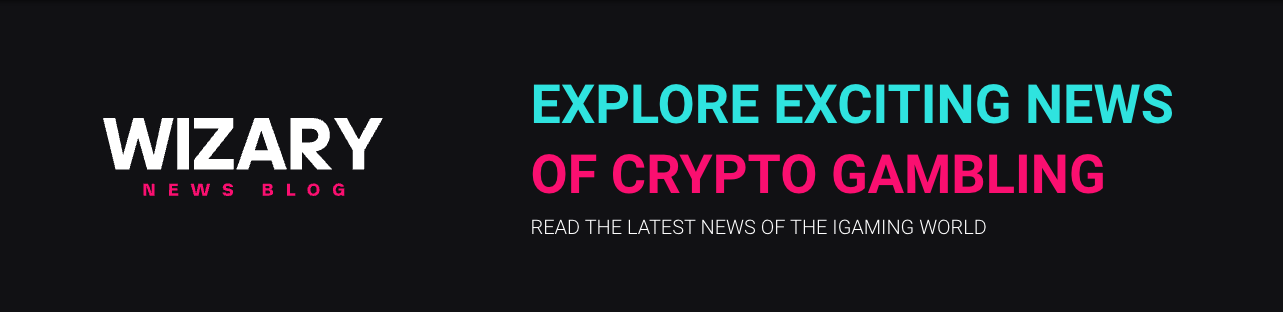 WIZARY
NEWS BLOG
EXPLORE EXCITING NEWS
OF CRYPTO GAMBLING
READ THE LATEST NEWS OF THE IGAMING WORLD